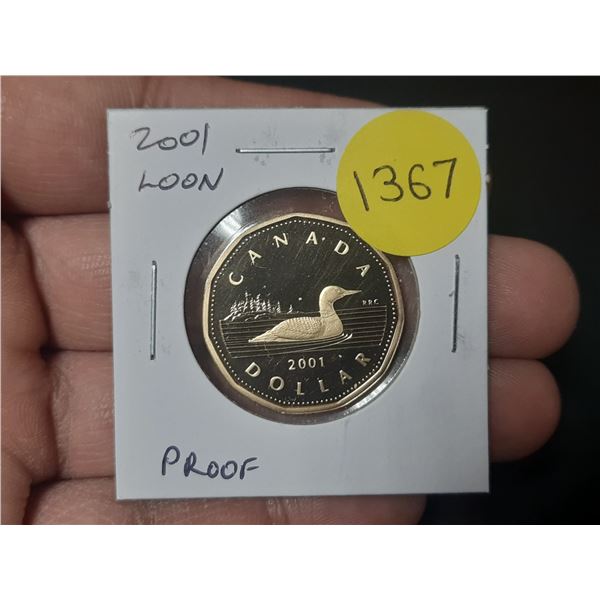 2001
LOON
1367
CANADA
RRC
2001
DOLLAR
PROOF